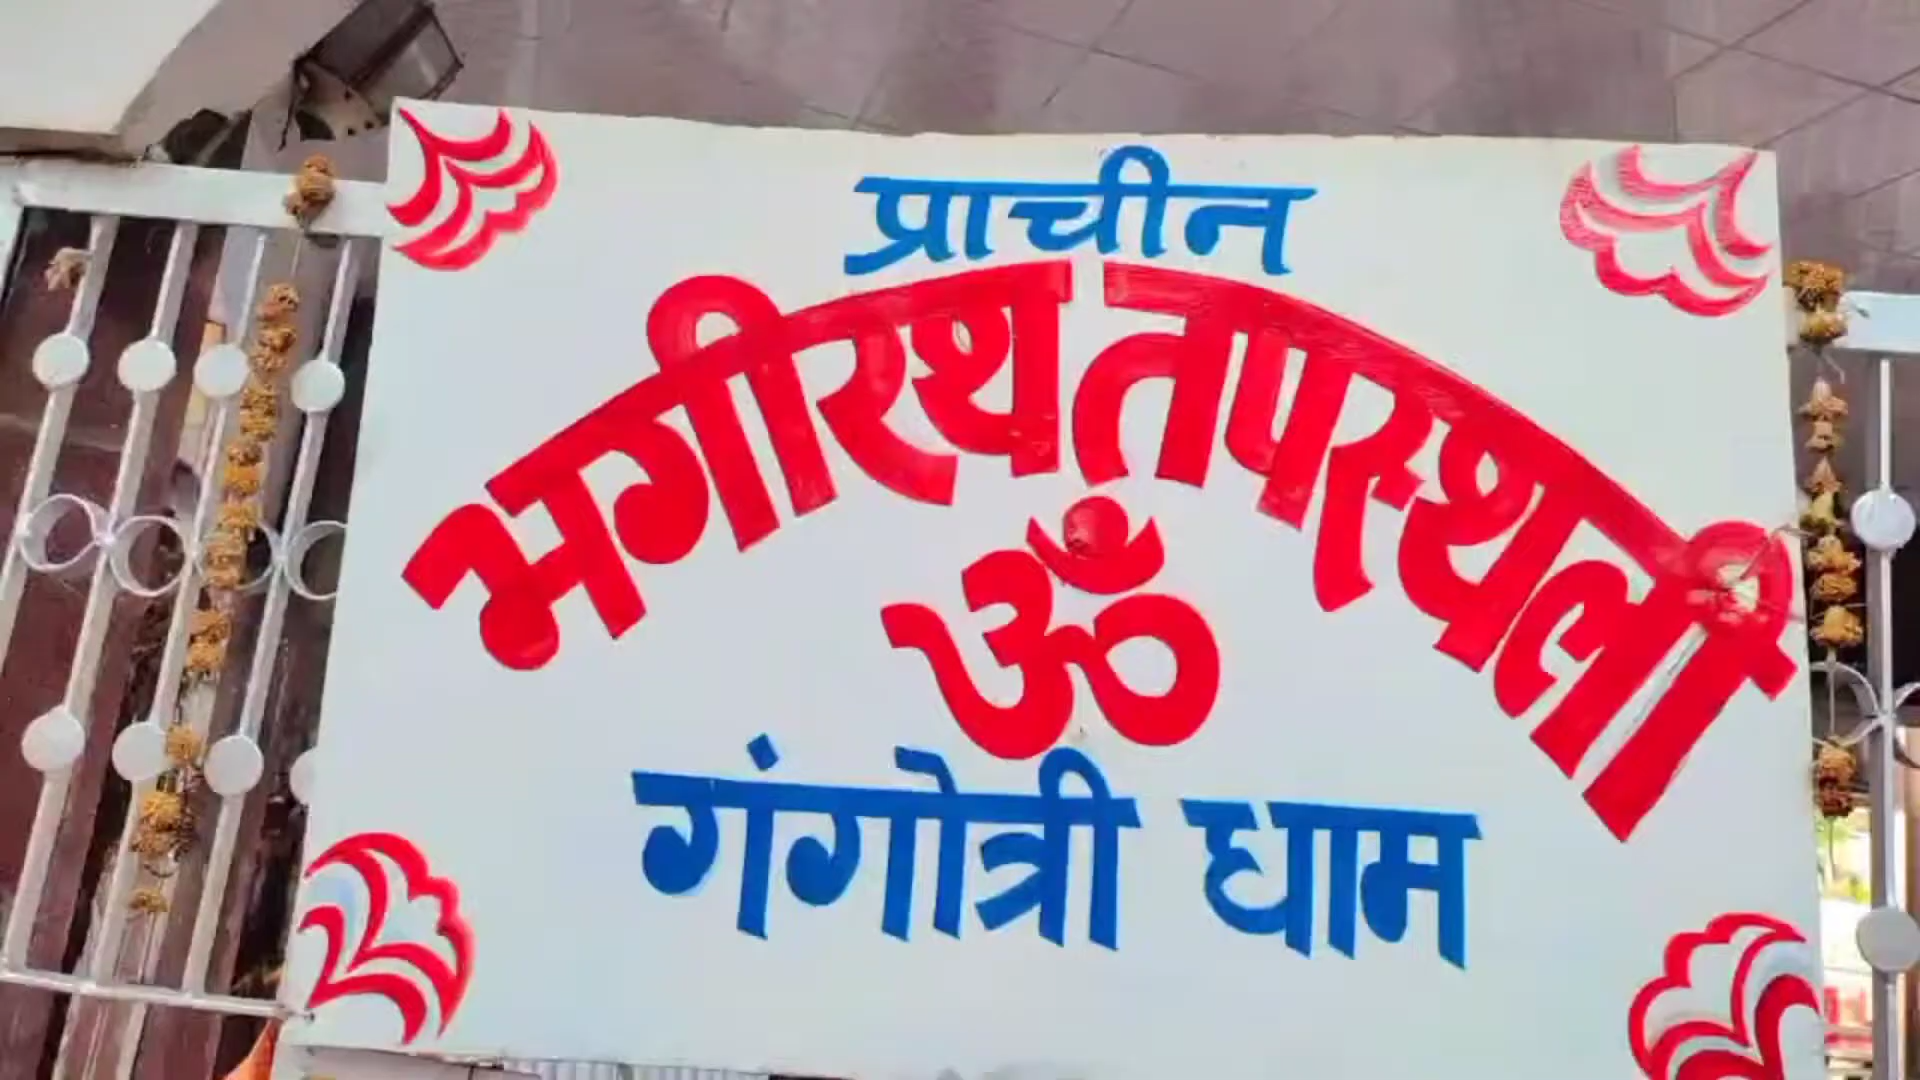 प्राचीन
भगीरथ तपस्थली
ॐ
गंगोत्री धाम